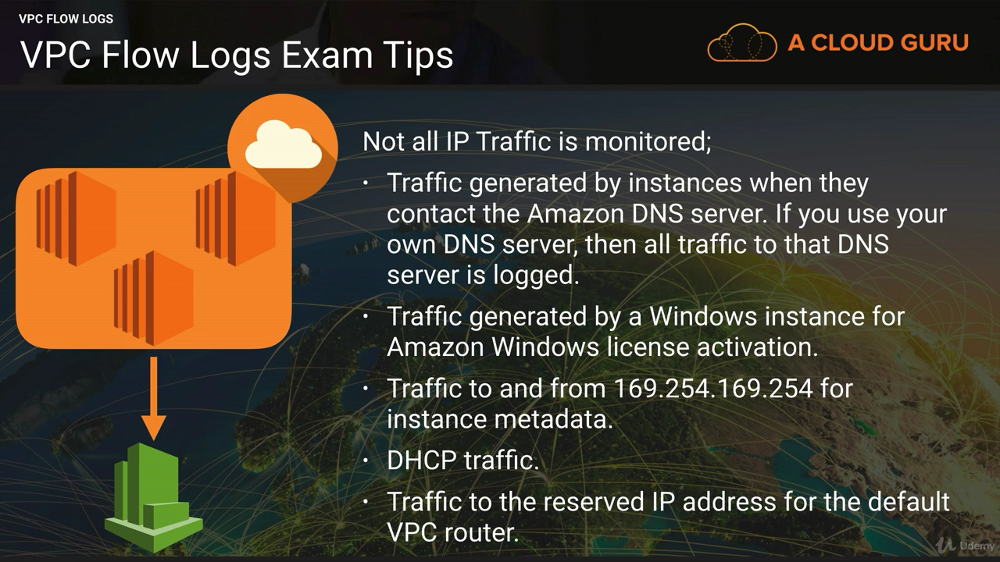 VPC FLOW LOGS
VPC Flow Logs Exam Tips
A CLOUD GURU
Not all IP Traffic is monitored;
• Traffic generated by instances when they
contact the Amazon DNS server. If you use your
own DNS server, then all traffic to that DNS
server is logged.
• Traffic generated by a Windows instance for
Amazon Windows license activation.
• Traffic to and from 169.254.169.254 for
instance metadata.
• DHCP traffic.
• Traffic to the reserved IP address for the default
VPC router.
Udemy